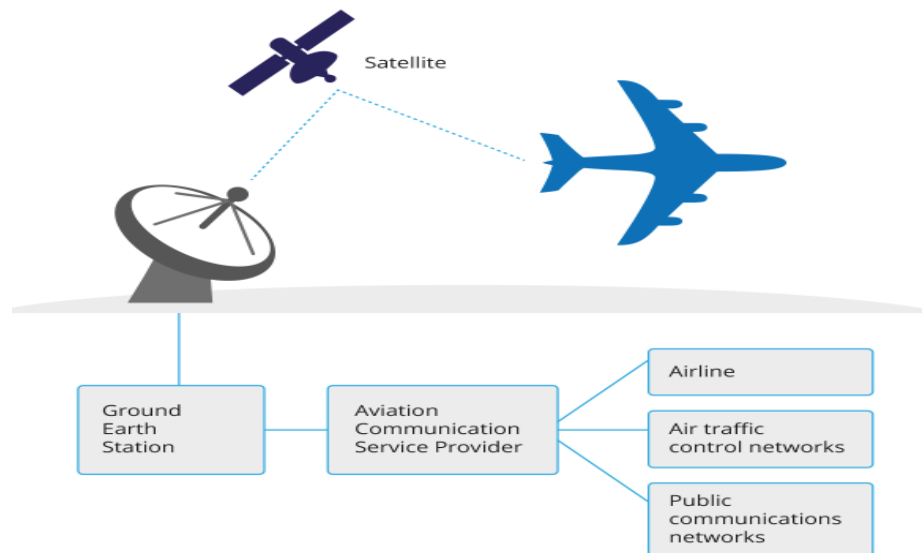 Satellite
Ground
Earth
Station
Aviation
Communication
Service Provider
Airline
Air traffic
control networks
Public
communications
networks